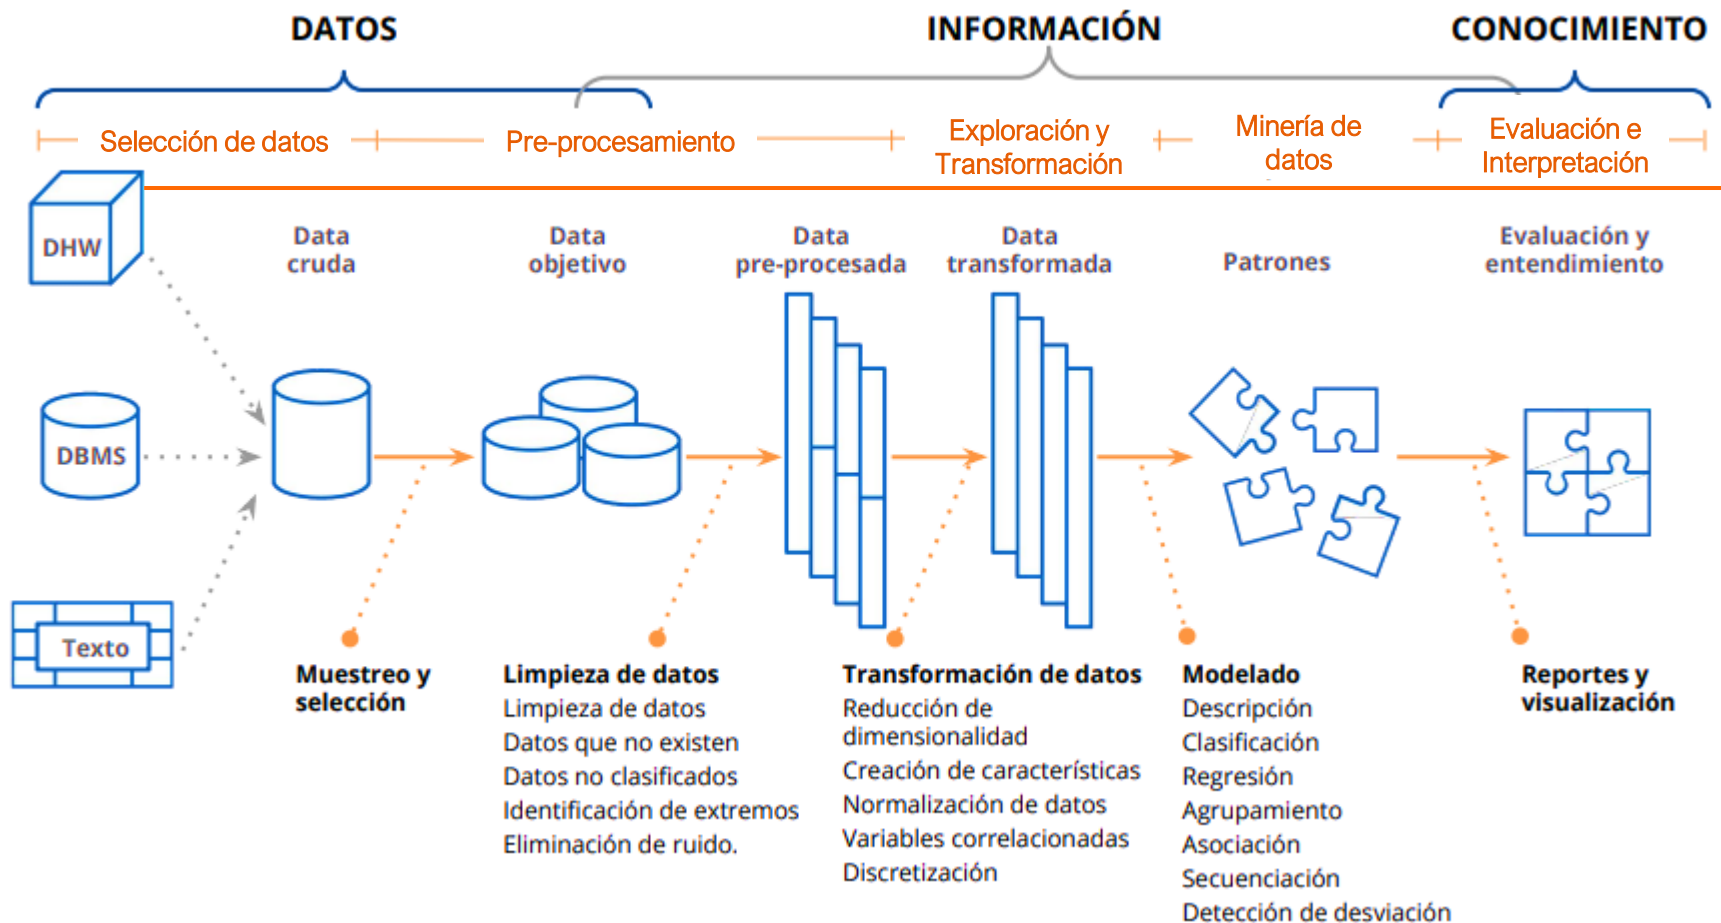 DATOS
INFORMACIÓN
CONOCIMIENTO
Selección de datos
Pre-procesamiento
Exploración y
Transformación
Minería de
datos
Evaluación e
Interpretación
DHW
DBMS
Texto
Data
cruda
Data
objetivo
Data
pre-procesada
Data
transformada
Patrones
Evaluación y
entendimiento
Muestreo y
selección
Limpieza de datos
Limpieza de datos
Datos que no existen
Datos no clasificados
Identificación de extremos
Eliminación de ruido.
Transformación de datos
Reducción de
dimensionalidad
Creación de características
Normalización de datos
Variables correlacionadas
Discretización
Modelado
Descripción
Clasificación
Regresión
Agrupamiento
Asociación
Secuenciación
Detección de desviación
Reportes y
visualización